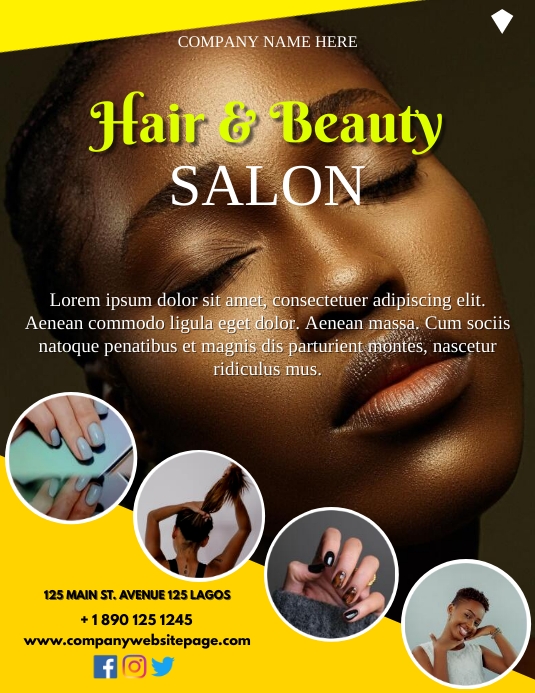 COMPANY NAME HERE
Hair & Beauty
SALON
Lorem ipsum dolor sit amet, consectetuer adipiscing elit.
Aenean commodo ligula eget dolor. Aenean massa. Cum sociis
natoque penatibus et magnis dis parturient montes, nascetur
ridiculus mus.
125 MAIN ST. AVENUE 125 LAGOS
+ 1 890 125 1245
www.companywebsitepage.com